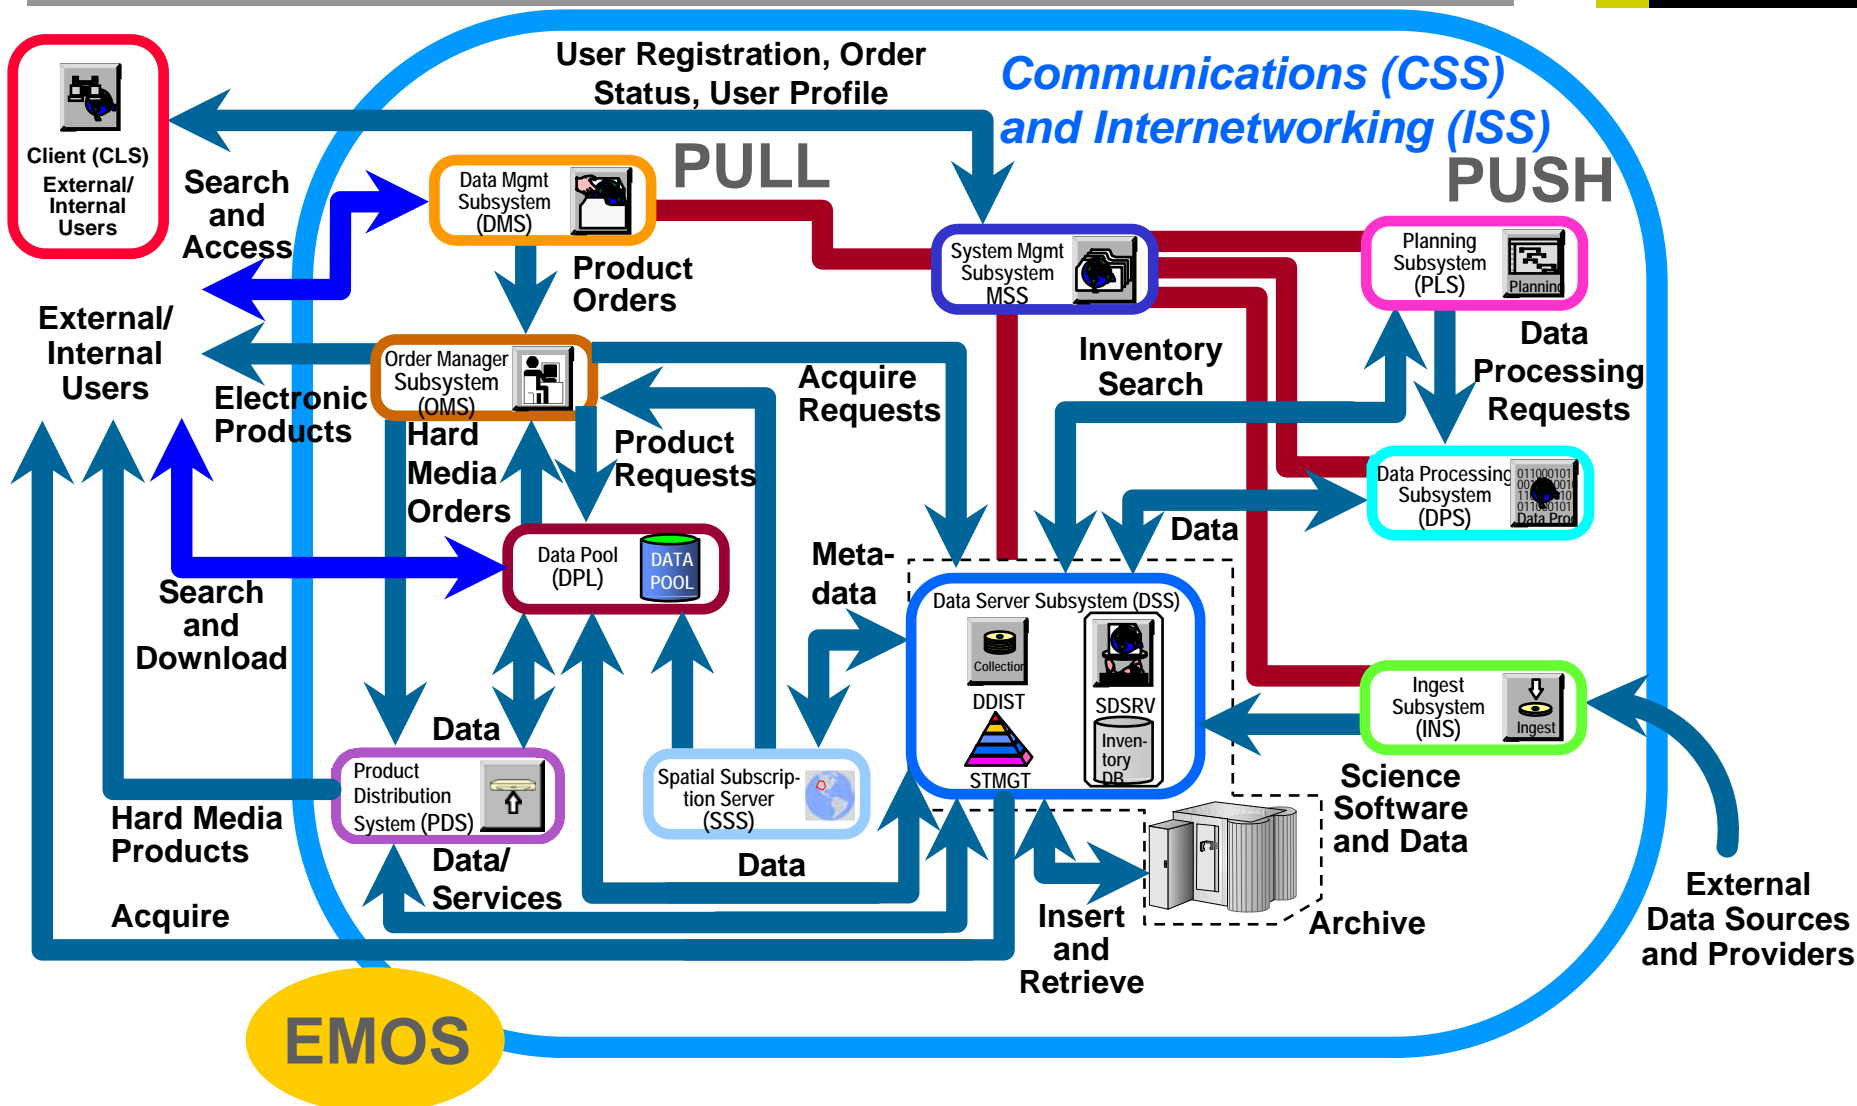 User Registration, Order
Status, User Profile
Communications (CSS)
and Internetworking (ISS)
Client (CLS)
External/
Internal
Users
PULL
PUSH
Search
and
Access
Data Mgmt
Subsystem
(DMS)
System Mgmt
Subsystem
MSS
Planning
Subsystem
(PLS)
Planning
Product
Orders
External/
Internal
Users
Order Manager
Subsystem
(OMS)
Inventory
Search
Data
Processing
Requests
Acquire
Requests
Electronic
Products
Hard
Media
Orders
Product
Requests
Data Processing
Subsystem
(DPS)
011000101
Data Proc
Data
Data Pool
(DPL)
DATA
POOL
Meta-
data
Search
and
Download
Data Server Subsystem (DSS)
Collection
DDIST
SDSRV
STMGT
Inven-
tory
DB
Ingest
Subsystem
(INS)
Ingest
Data
Product
Distribution
System (PDS)
Spatial Subscrip-
tion Server
(SSS)
Science
Software
and Data
Hard Media
Products
Data/
Services
Data
Acquire
Insert
and
Retrieve
Archive
External
Data Sources
and Providers
EMOS